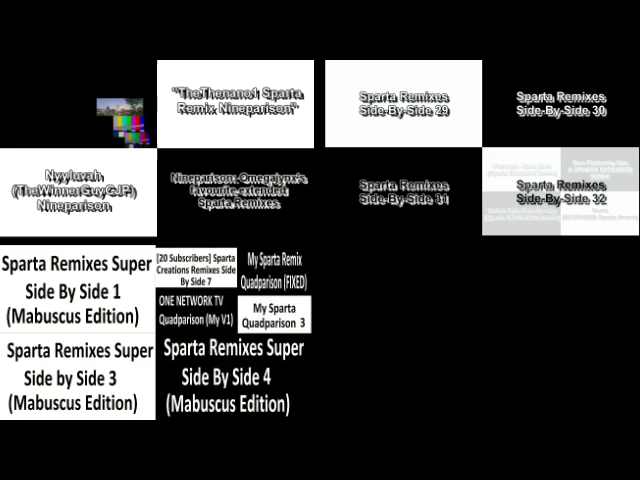 "TheThenano1 Sparta
Remix Nineparison"
Sparta Remixes
Side-By-Side 29
Sparta Remixes
Side-By-Side 30
Nyyluvah
(TheWinnerGuyGJP)
Nineparison
Nineparison: Omegalynx's
favourite extended
Sparta Remixes
Sparta Remixes
Side-By-Side 31
Sparta Remixes
Side-By-Side 32
Sparta Remixes Super
Side By Side 1
(Mabuscus Edition)
[20 Subscribers] Sparta
Creations Remixes Side
By Side 7
My Sparta Remix
Quadparison (FIXED)
ONE NETWORK TV
Quadparison (My V1)
My Sparta
Quadparison 3
Sparta Remixes Super
Side by Side 3
(Mabuscus Edition)
Sparta Remixes Super
Side By Side 4
(Mabuscus Edition)